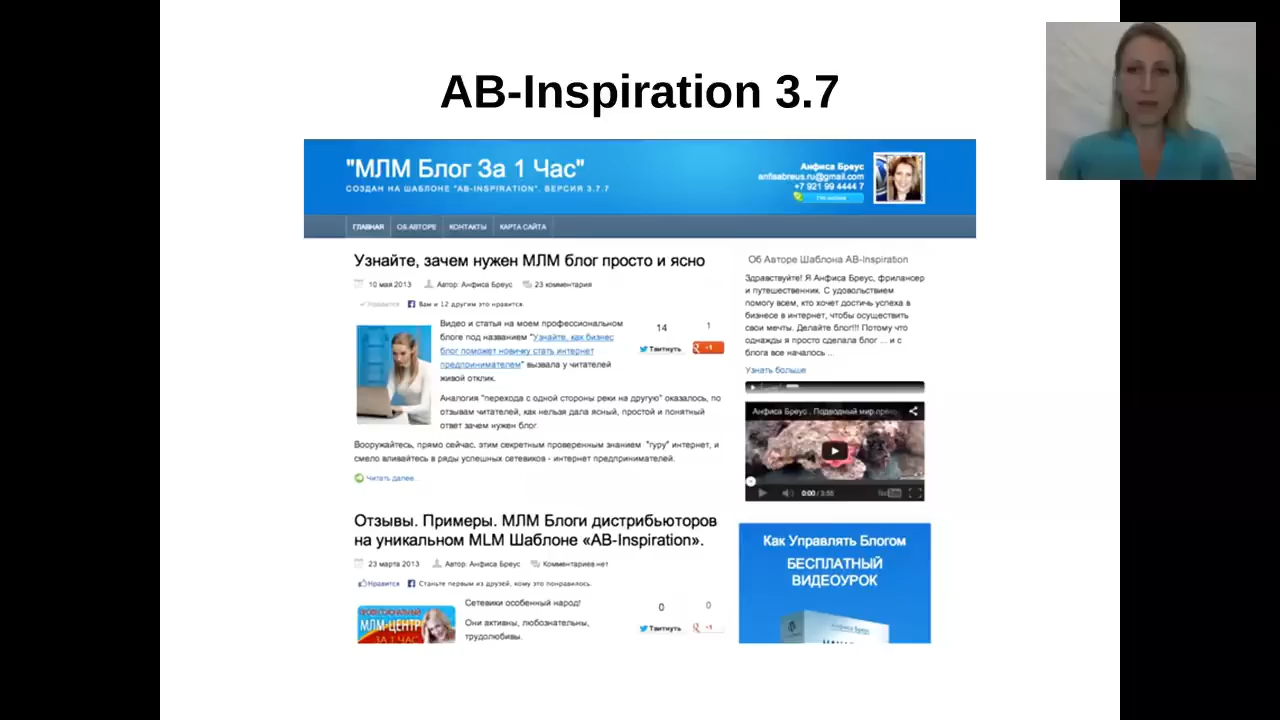 AB-Inspiration 3.7
"МЛМ Блог За 1 Час"
СОЗДАН НА ШАБЛОНЕ "AB-INSPIRATION". ВЕРСИЯ 3.7.7
Анфиса Бреус
anfisabreus.ru@gmail.com
+7 921 99 4444 7
ГЛАВНАЯ ОБ АВТОРЕ КОНТАКТЫ КАРТА САЙТА
Узнайте, зачем нужен МЛМ блог просто и ясно
10 мая 2013 Автор: Анфиса Бреус 23 комментария
Нравится Вам и 12 другим это нравится.
Видео и статья на моем профессиональном
блоге под названием "Узнайте, как бизнес
блог поможет новичку стать интернет
предпринимателем" вызвала у читателей
живой отклик.
14 1
Твитнуть +1
Аналогия "перехода с одной стороны реки на другую" оказалось, по
отзывам читателей, как нельзя дала ясный, простой и понятный
ответ зачем нужен блог.
Вооружайтесь, прямо сейчас, этим секретным проверенным знанием "гуру" интернет, и
смело вливайтесь в ряды успешных сетевиков - интернет предпринимателей.
Читать далее..
Отзывы. Примеры. МЛМ Блоги дистрибьюторов
на уникальном MLM Шаблоне «AB-Inspiration».
23 марта 2013 Автор: Анфиса Бреус Комментариев нет
Нравится Станьте первым из друзей, кому это понравилось.
МЛМ-ЦЕНТР
ЗА 1 ЧАС
Сетевики особенный народ!
Они активны, любознательны,
трудолюбивы.
0 0
Твитнуть +1
Об Авторе Шаблона AB-Inspiration
Здравствуйте! Я Анфиса Бреус, фрилансер
и путешественник. С удовольствием
помогу всем, кто хочет достичь успеха в
бизнесе в интернет, чтобы осуществить
свои мечты. Делайте блог!!! Потому что
однажды я просто сделала блог ... и с
блога все началось ...
Узнать больше
Анфиса Бреус . Подводный мир
0:00 / 3:55
Как Управлять Блогом
БЕСПЛАТНЫЙ
ВИДЕОУРОК
Анфиса Бреус